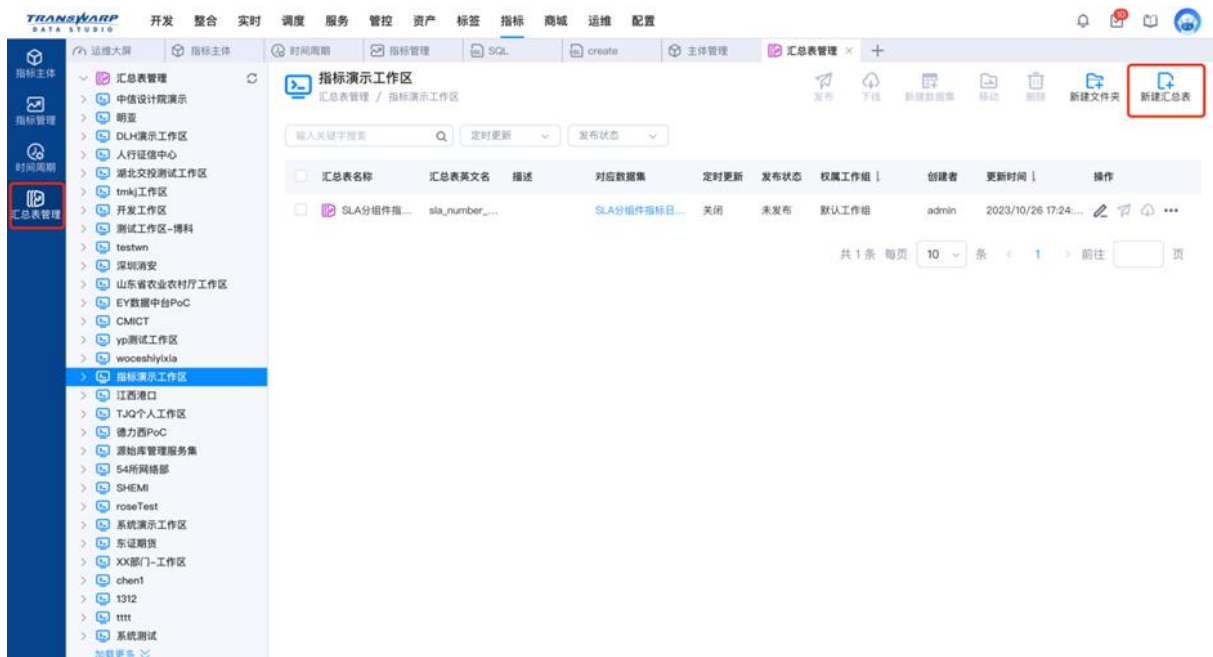 TRANSWARP
DATA STUDIO
开发 整合 实时 调度 服务 管控 资产 标签 指标 商城 运维 配置
10
运维大屏 指标主体 时间周期 指标管理 SQL create 主体管理 汇总表管理 × +
指标主体
指标管理
时间周期
汇总表管理
汇总表管理
中信设计院演示
明亚
DLH演示工作区
人行征信中心
湖北交投测试工作区
tmkj工作区
开发工作区
测试工作区-博科
testwn
深圳消安
山东省农业农村厅工作区
EY数据中台PoC
CMICT
yp测试工作区
woceshiyixia
指标演示工作区
江西港口
TJQ个人工作区
德力西PoC
源始库管理服务集
54所网络部
SHEMI
roseTest
系统演示工作区
东证期货
XX部门-工作区
chen1
1312
tttt
系统测试
加载更多
指标演示工作区
汇总表管理 / 指标演示工作区
发布 下线 新建数据集 移动 删除 新建文件夹 新建汇总表
输入关键字搜索 定时更新 发布状态
汇总表名称 汇总表英文名 描述 对应数据集 定时更新 发布状态 权属工作组 创建者 更新时间 操作
SLA分组件指... sla_number_... SLA分组件指标日... 关闭 未发布 默认工作组 admin 2023/10/26 17:24:...
共 1 条 每页 10 条 < 1 > 前往 页